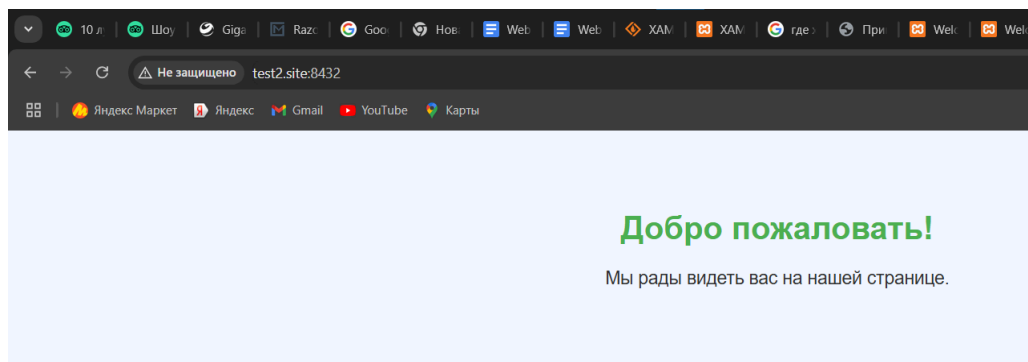 10 л Шоу Giga Razc Goo Нов Web Web XAM XAM где При Welc Welc
Не защищено test2.site:8432
Яндекс Маркет Яндекс Gmail YouTube Карты
Добро пожаловать!
Мы рады видеть вас на нашей странице.